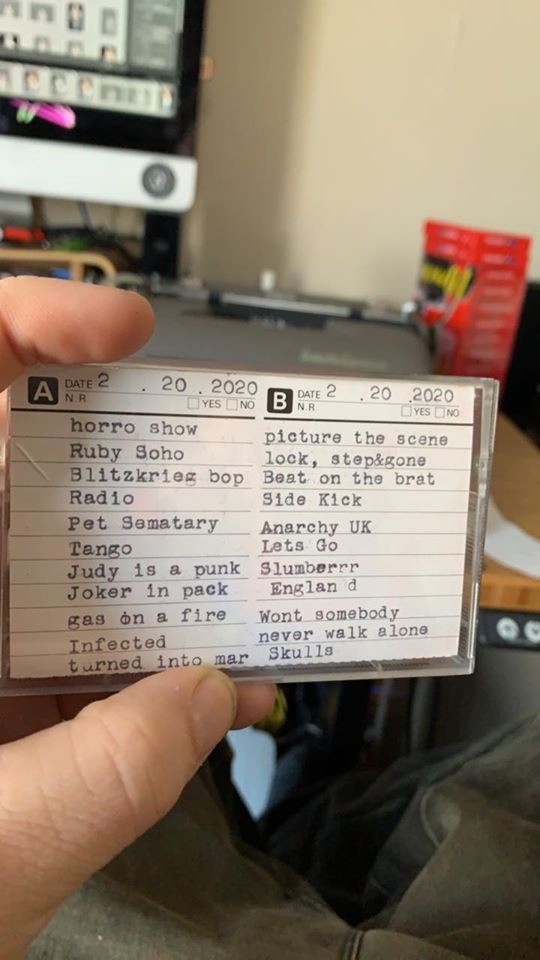 A DATE 2 . 20 . 2020
N.R. YES NO
horro show
Ruby Soho
Blitzkrieg bop
Radio
Pet Sematary
Tango
Judy is a punk
Joker in pack
gas on a fire
Infected
turned into mar
B DATE 2 . 20 .2020
N.R. YES NO
picture the scene
lock, step&gone
Beat on the brat
Side Kick
Anarchy UK
Lets Go
Slumberrr
Englan d
Wont somebody
never walk alone
Skulls